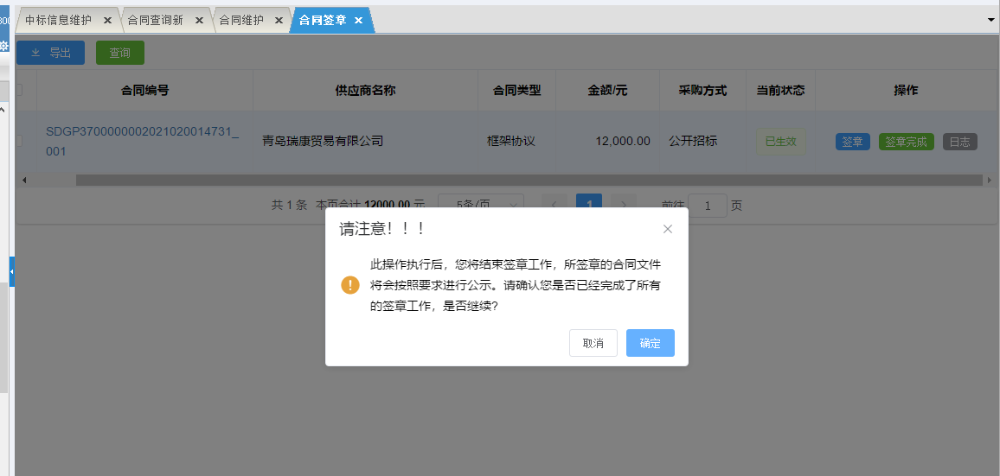 中标信息维护 合同查询新 合同维护 合同签章
导出 查询
合同编号 供应商名称 合同类型 金额/元 采购方式 当前状态 操作
SDGP3700000002021020014731_
001
青岛瑞康贸易有限公司 框架协议 12,000.00 公开招标 已生效 签章 签章完成 日志
共 1 条 本页合计 12000.00 元 5条/页 1 前往 1 页
请注意！！！
此操作执行后，您将结束签章工作，所签章的合同文件
将会按照要求进行公示。请确认您是否已经完成了所有
的签章工作，是否继续?
取消 确定